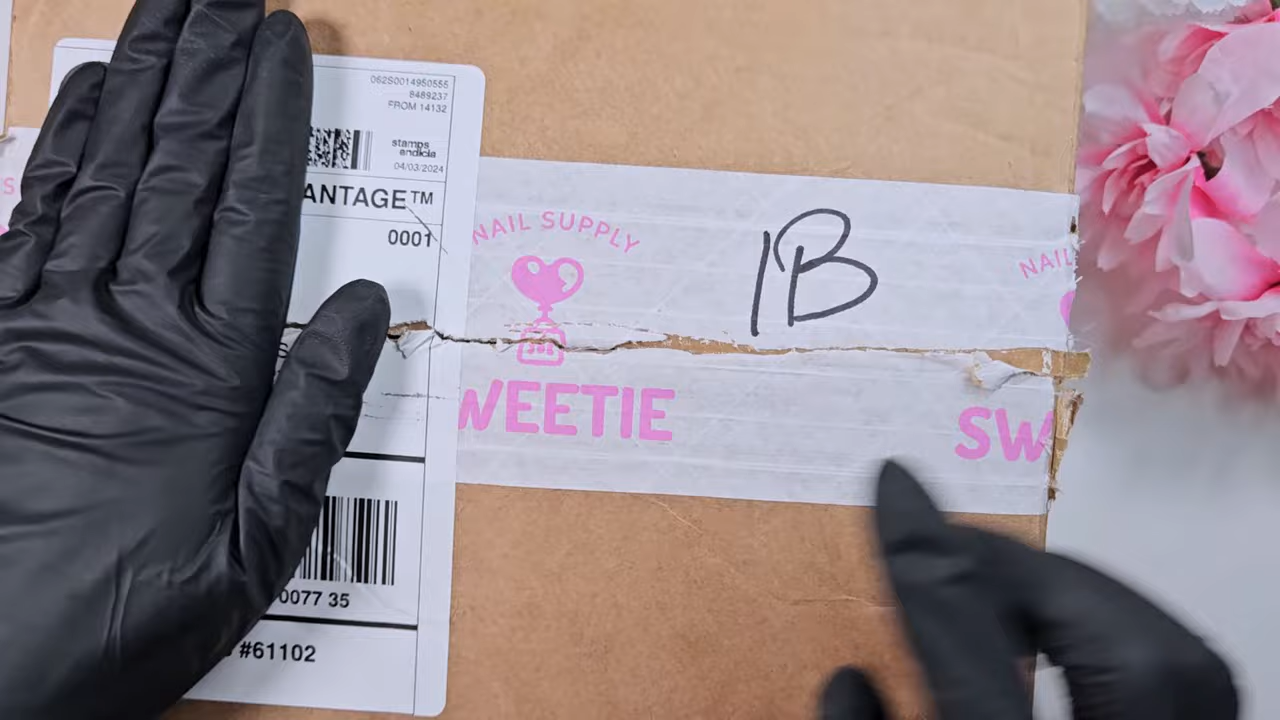 062S0014950555
8489237
FROM 14132
stamps
endicia
04/03/2024
ANTAGE™
0001
NAIL SUPPLY
1B
NAIL
S
WEETIE
SW
0077 35
#61102